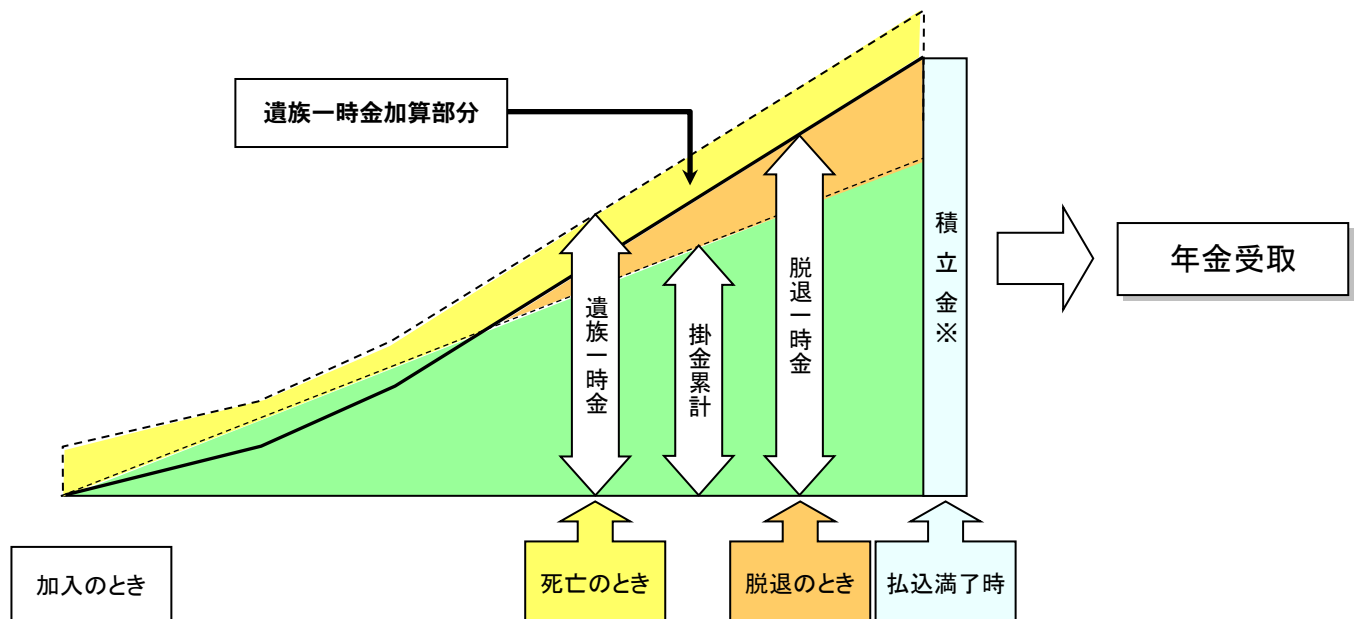 遺族一時金加算部分
遺族一時金
掛金累計
脱退一時金
積立金※
年金受取
加入のとき
死亡のとき
脱退のとき
払込満了時